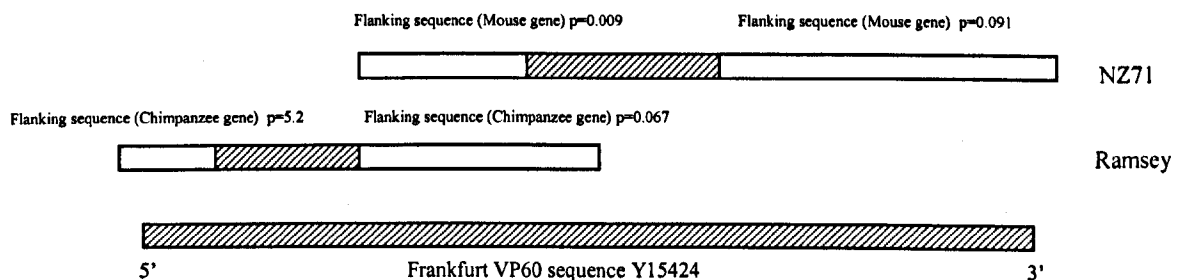 Flanking sequence (Mouse gene) p=0.009
Flanking sequence (Mouse gene) p=0.091
NZ71
Flanking sequence (Chimpanzee gene) p=5.2
Flanking sequence (Chimpanzee gene) p=0.067
Ramsey
5' Frankfurt VP60 sequence Y15424 3'